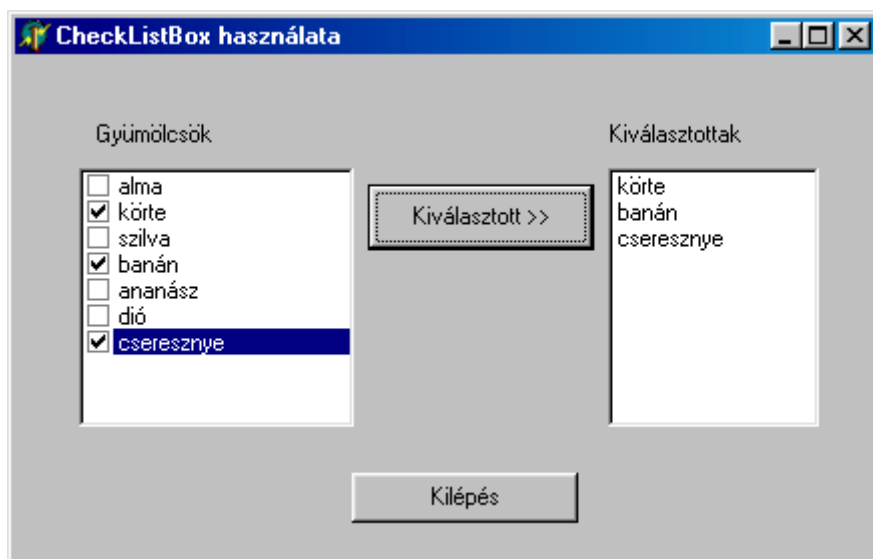 CheckListBox használata
Gyümölcsök
Kiválasztottak
alma
körte
szilva
banán
ananász
dió
cseresznye
Kiválasztott >>
körte
banán
cseresznye
Kilépés